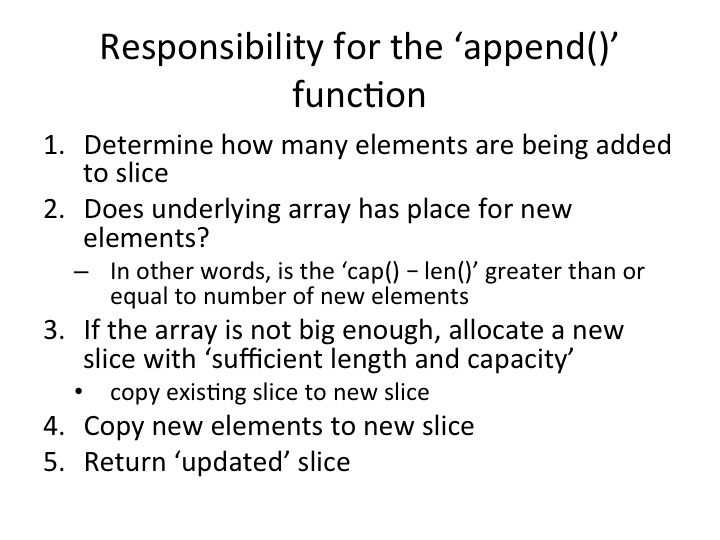 Responsibility for the ‘append()’
function
1. Determine how many elements are being added
to slice
2. Does underlying array has place for new
elements?
– In other words, is the ‘cap() − len()’ greater than or
equal to number of new elements
3. If the array is not big enough, allocate a new
slice with ‘sufficient length and capacity’
• copy existing slice to new slice
4. Copy new elements to new slice
5. Return ‘updated’ slice